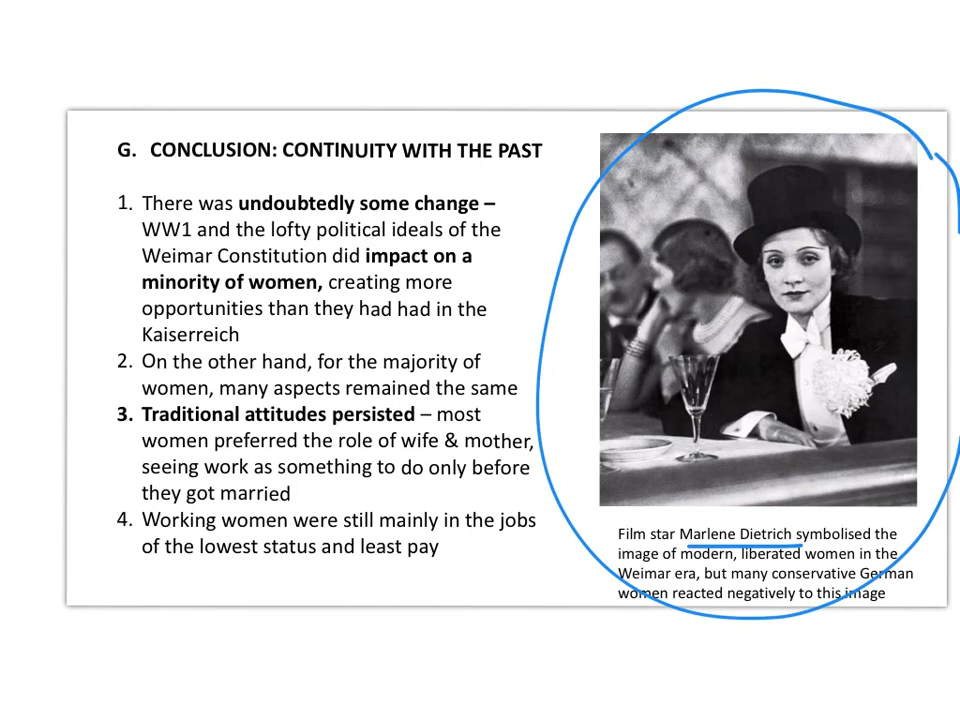 G. CONCLUSION: CONTINUITY WITH THE PAST
1. There was undoubtedly some change –
WW1 and the lofty political ideals of the
Weimar Constitution did impact on a
minority of women, creating more
opportunities than they had had in the
Kaiserreich
2. On the other hand, for the majority of
women, many aspects remained the same
3. Traditional attitudes persisted – most
women preferred the role of wife & mother,
seeing work as something to do only before
they got married
4. Working women were still mainly in the jobs
of the lowest status and least pay
Film star Marlene Dietrich symbolised the
image of modern, liberated women in the
Weimar era, but many conservative German
women reacted negatively to this image